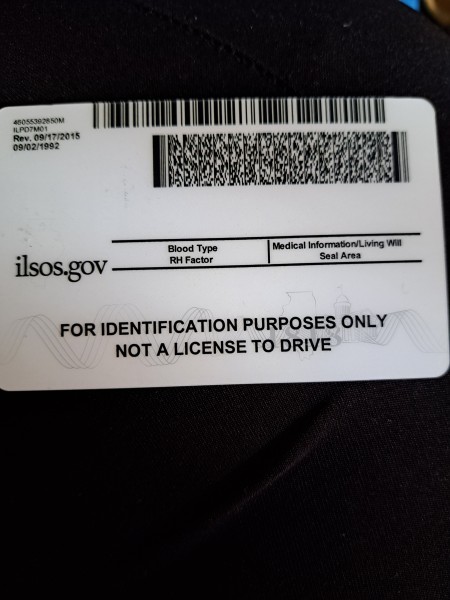 46055392650M
ILPD7M01
Rev. 09/17/2015
09/02/1992
Blood Type
RH Factor
Medical Information/Living Will
Seal Area
ilsos.gov
FOR IDENTIFICATION PURPOSES ONLY
NOT A LICENSE TO DRIVE